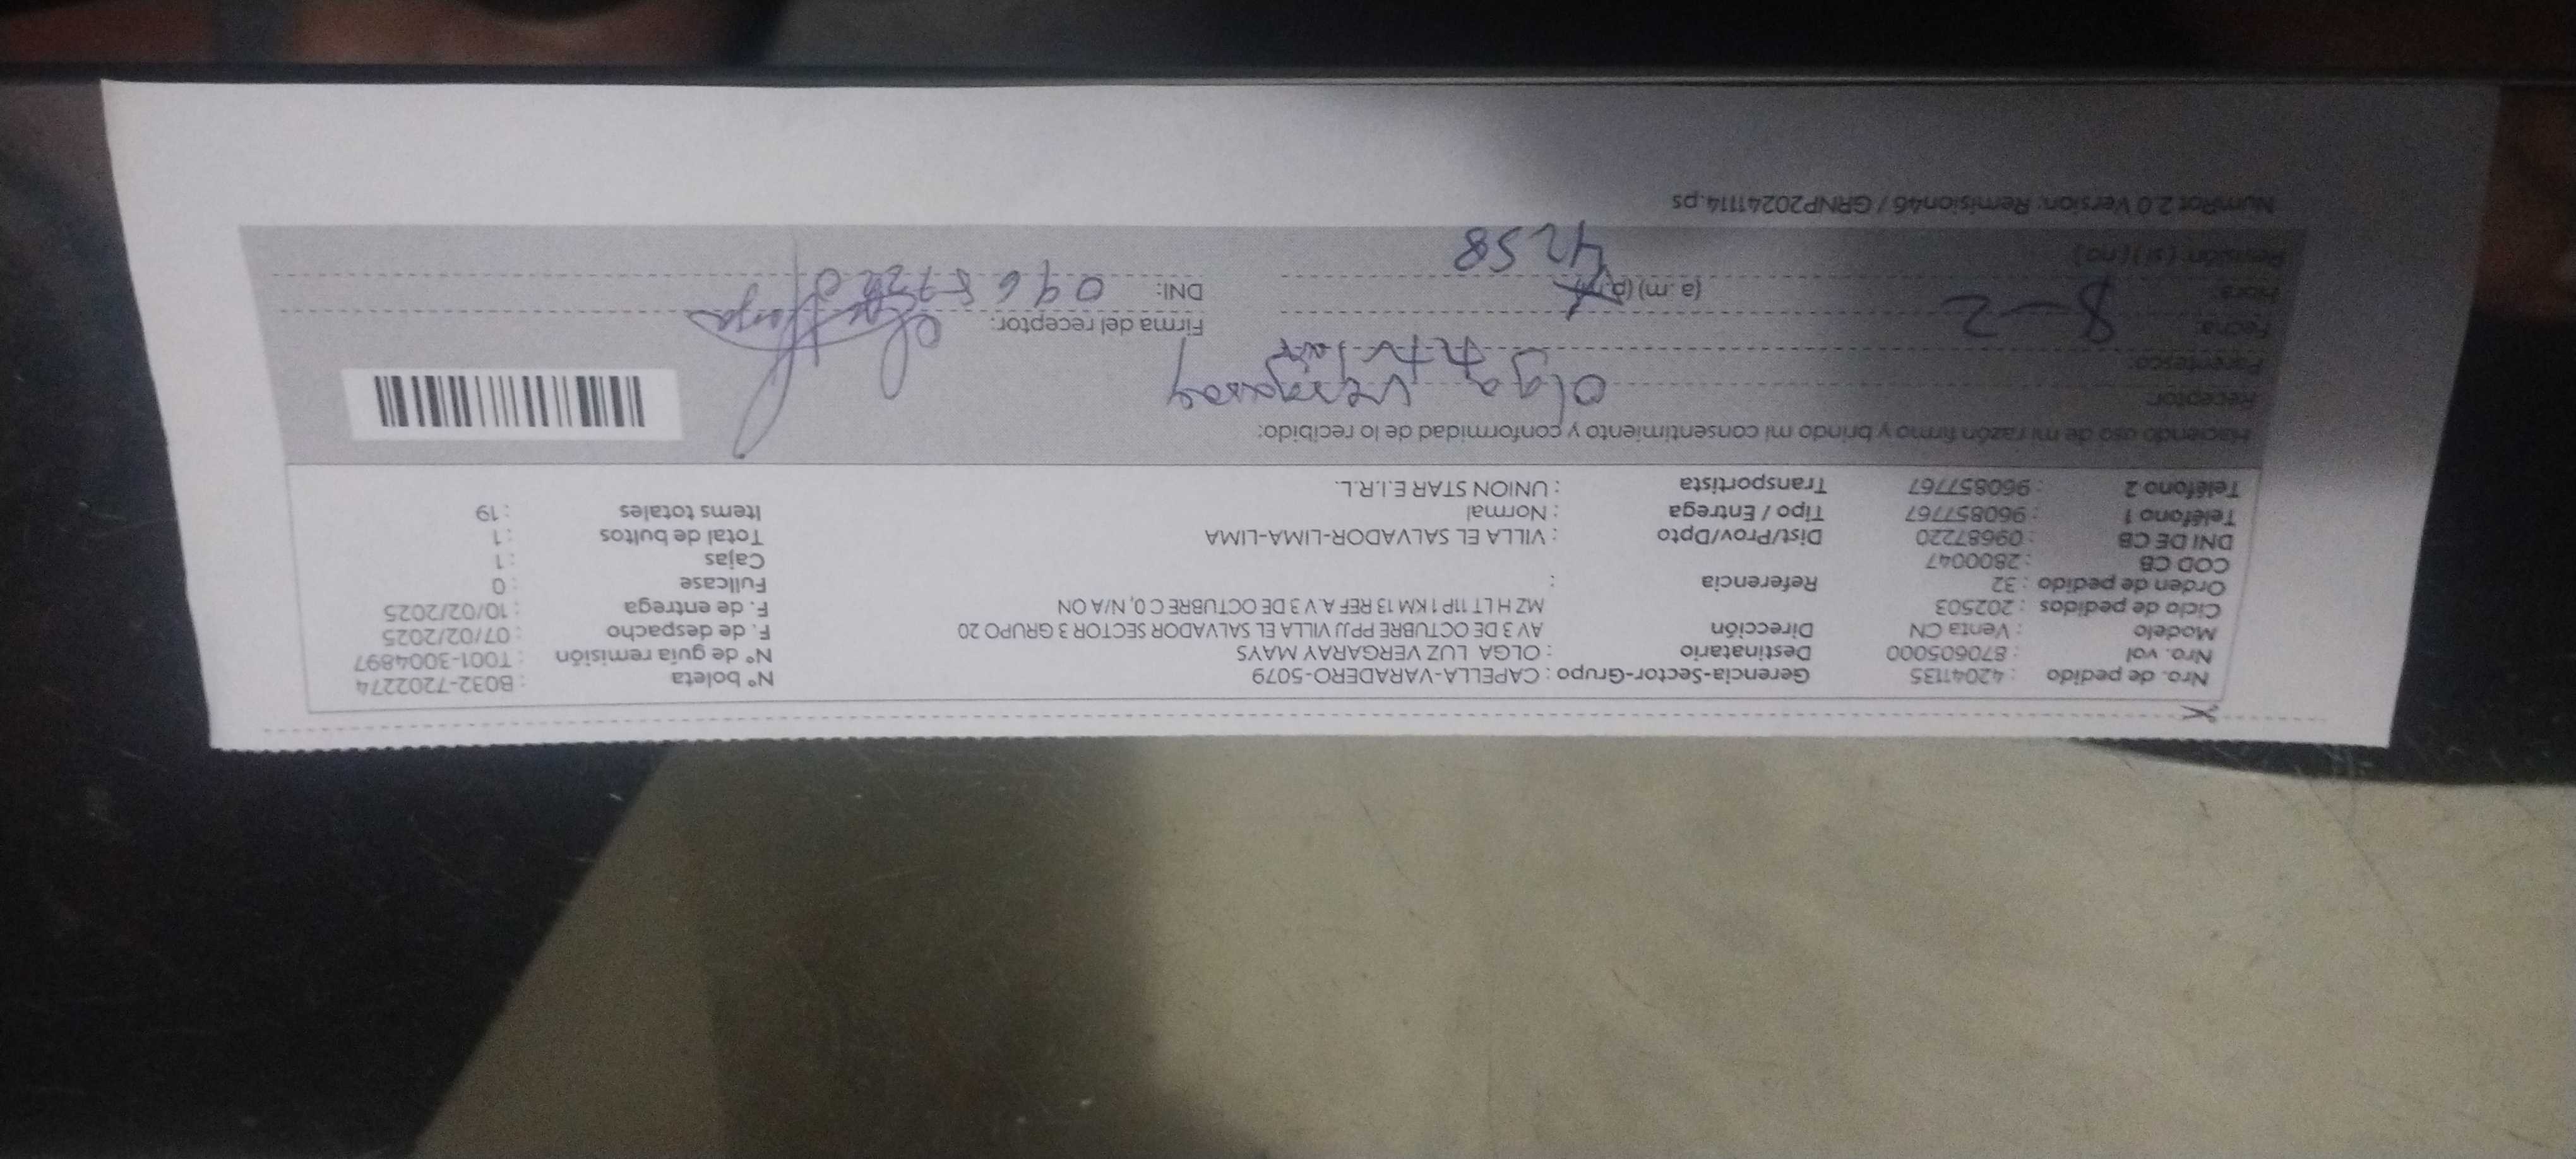 Nro. de pedido : 42041135 Gerencia-Sector-Grupo : CAPELLA-VARADERO-5079 N° boleta : B032-7202274
Nro. vol : 870605000 Destinatario : OLGA LUZ VERGARAY MAYS N° de guía remisión : T001-3004897
Modelo : Venta CN Dirección AV 3 DE OCTUBRE PPJJ VILLA EL SALVADOR SECTOR 3 GRUPO 20 F. de despacho : 07/02/2025
Ciclo de pedidos : 202503 MZ H LT 11P 1 KM 13 REF A.V 3 DE OCTUBRE C 0, N/A ON F. de entrega : 10/02/2025
Orden de pedido : 32 Referencia : Fullcase : 0
COD CB : 2800047 Cajas : 1
DNI DE CB : 09687220 Dist/Prov/Dpto : VILLA EL SALVADOR-LIMA-LIMA Total de bultos : 1
Teléfono 1 : 960857767 Tipo / Entrega : Normal Items totales : 19
Teléfono 2 : 960857767 Transportista : UNION STAR E.I.R.L.
Haciendo uso de mi razón firmo y brindo mi consentimiento y conformidad de lo recibido:
Receptor: Olga Vergaray
Parentesco: titular
Fecha: 8-2 Firma del receptor:
Hora: (a.m) (p.m) DNI: 09687220
Revisión: (si) (no) 4258
NumRot 2.0 Version: Remision46 / GRNP20241114.ps